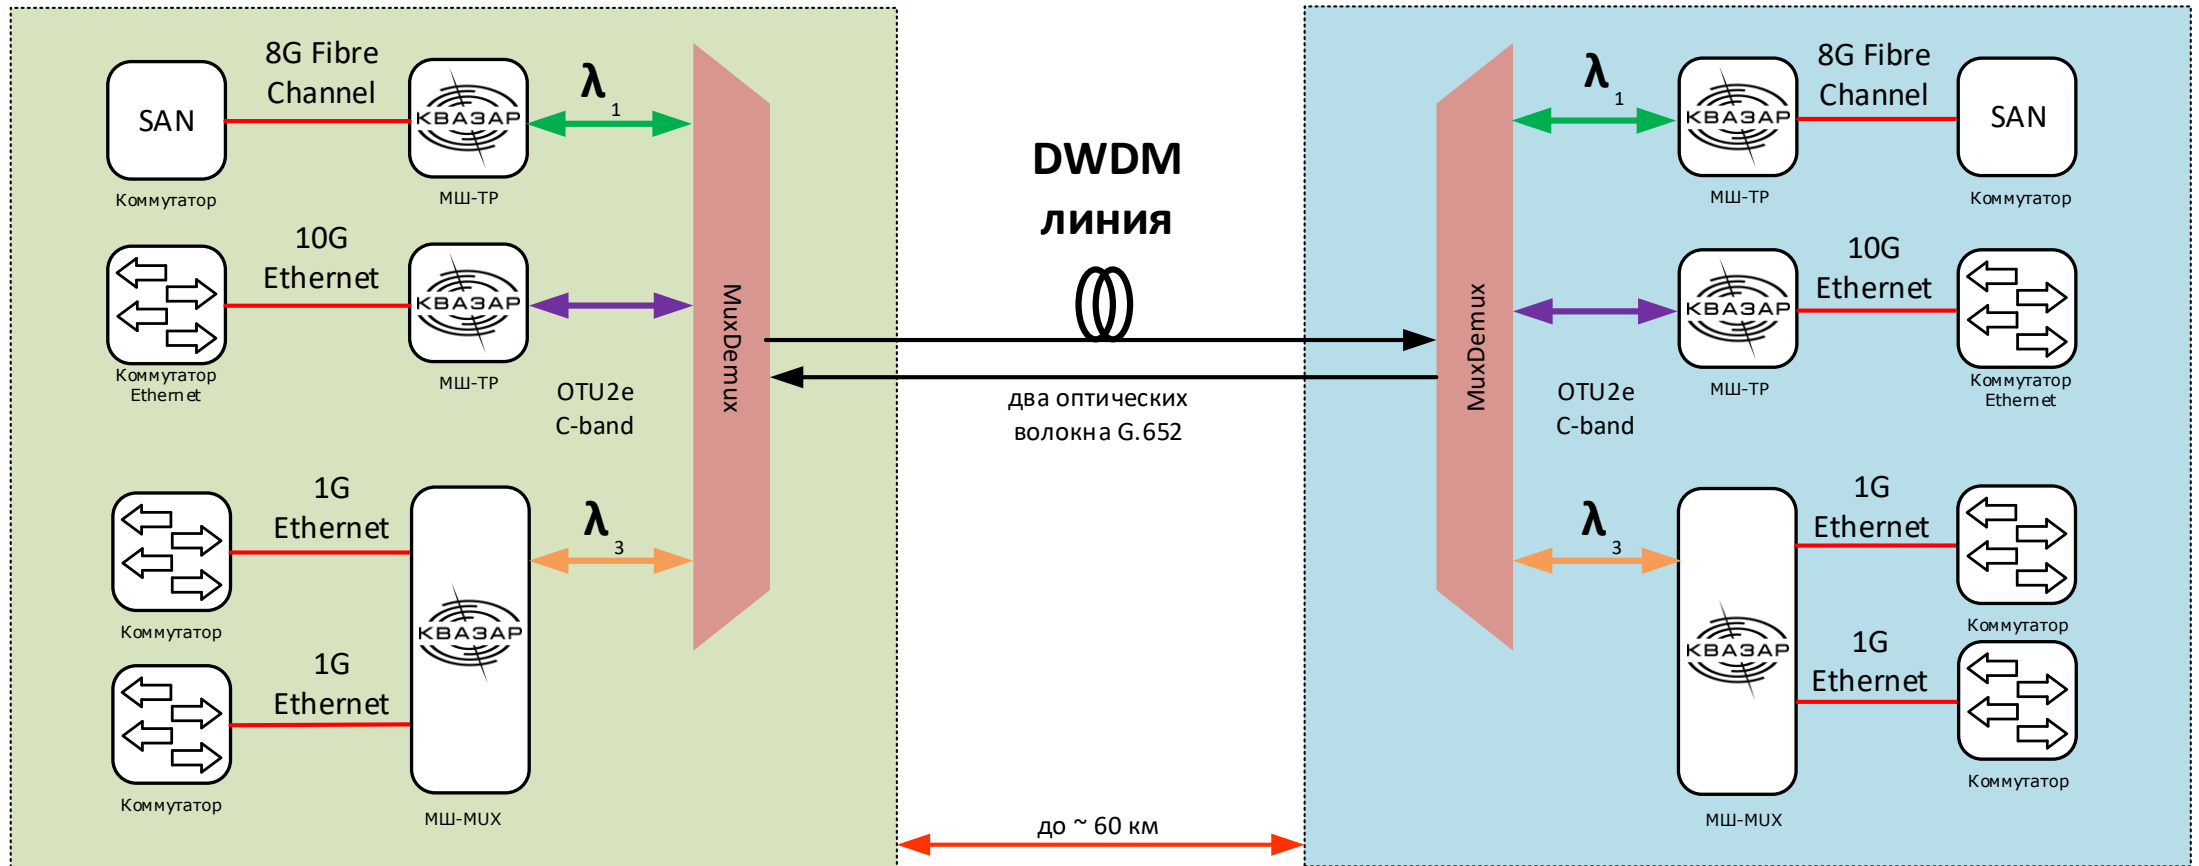 8G Fibre
Channel
SAN
КВАЗАР
Коммутатор
МШ-ТР
λ
1
10G
Ethernet
КВАЗАР
Коммутатор
Ethernet
МШ-ТР
OTU2e
C-band
1G
Ethernet
Коммутатор
1G
Ethernet
Коммутатор
КВАЗАР
МШ-MUX
λ
3
MuxDemux
DWDM
линия
два оптических
волокна G.652
до ~ 60 км
MuxDemux
λ
1
КВАЗАР
МШ-ТР
8G Fibre
Channel
SAN
Коммутатор
КВАЗАР
МШ-ТР
10G
Ethernet
Коммутатор
Ethernet
OTU2e
C-band
λ
3
КВАЗАР
МШ-MUX
1G
Ethernet
Коммутатор
1G
Ethernet
Коммутатор